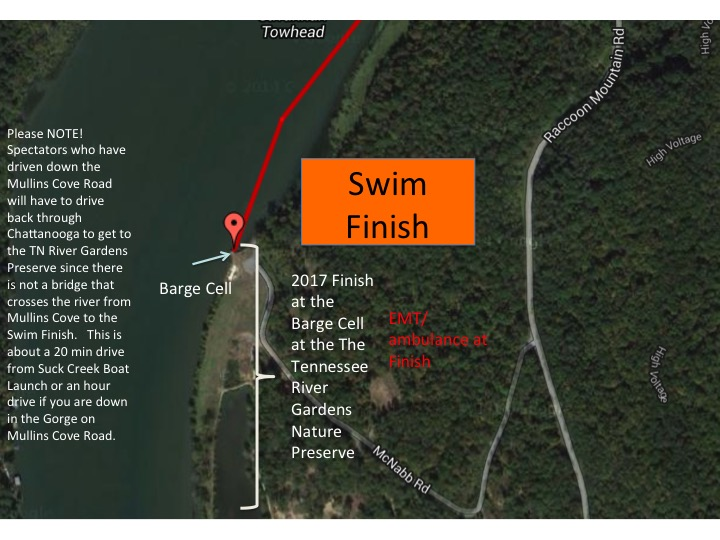 Towhead
Raccoon Mountain Rd
High Voltage
Please NOTE!
Spectators who have
driven down the
Mullins Cove Road
will have to drive
back through
Chattanooga to get to
the TN River Gardens
Preserve since there
is not a bridge that
crosses the river from
Mullins Cove to the
Swim Finish. This is
about a 20 min drive
from Suck Creek Boat
Launch or an hour
drive if you are down
in the Gorge on
Mullins Cove Road.
Swim
Finish
Barge Cell
2017 Finish
at the
Barge Cell
at the The
Tennessee
River
Gardens
Nature
Preserve
EMT/
ambulance at
Finish
High Voltage
McNabb Rd